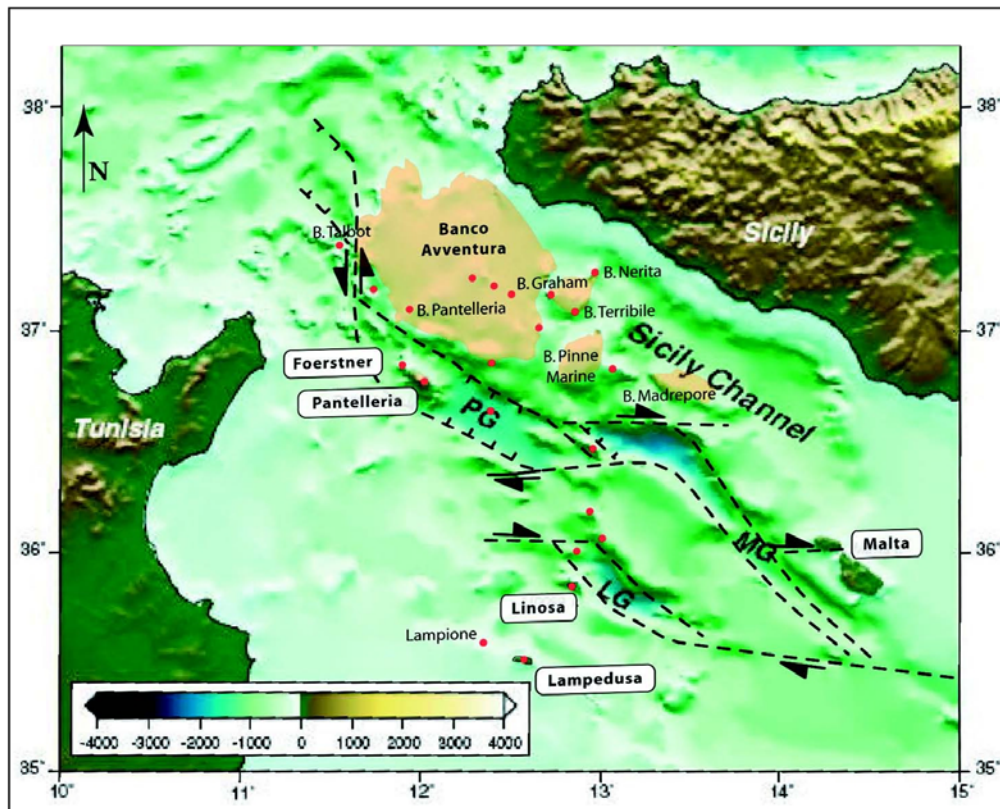 38°
38°
N
B. Talbot
Banco
Avventura
Sicily
B. Graham
B. Nerita
B. Pantelleria
B. Terribile
37°
37°
Sicily Channel
Foerstner
B. Pinne
Marine
Pantelleria
B. Madrepore
PG
Tunisia
36°
36°
MG
Malta
LG
Linosa
Lampione
Lampedusa
-4000 -3000 -2000 -1000 0 1000 2000 3000 4000
35°
35°
10° 11° 12° 13° 14° 15°